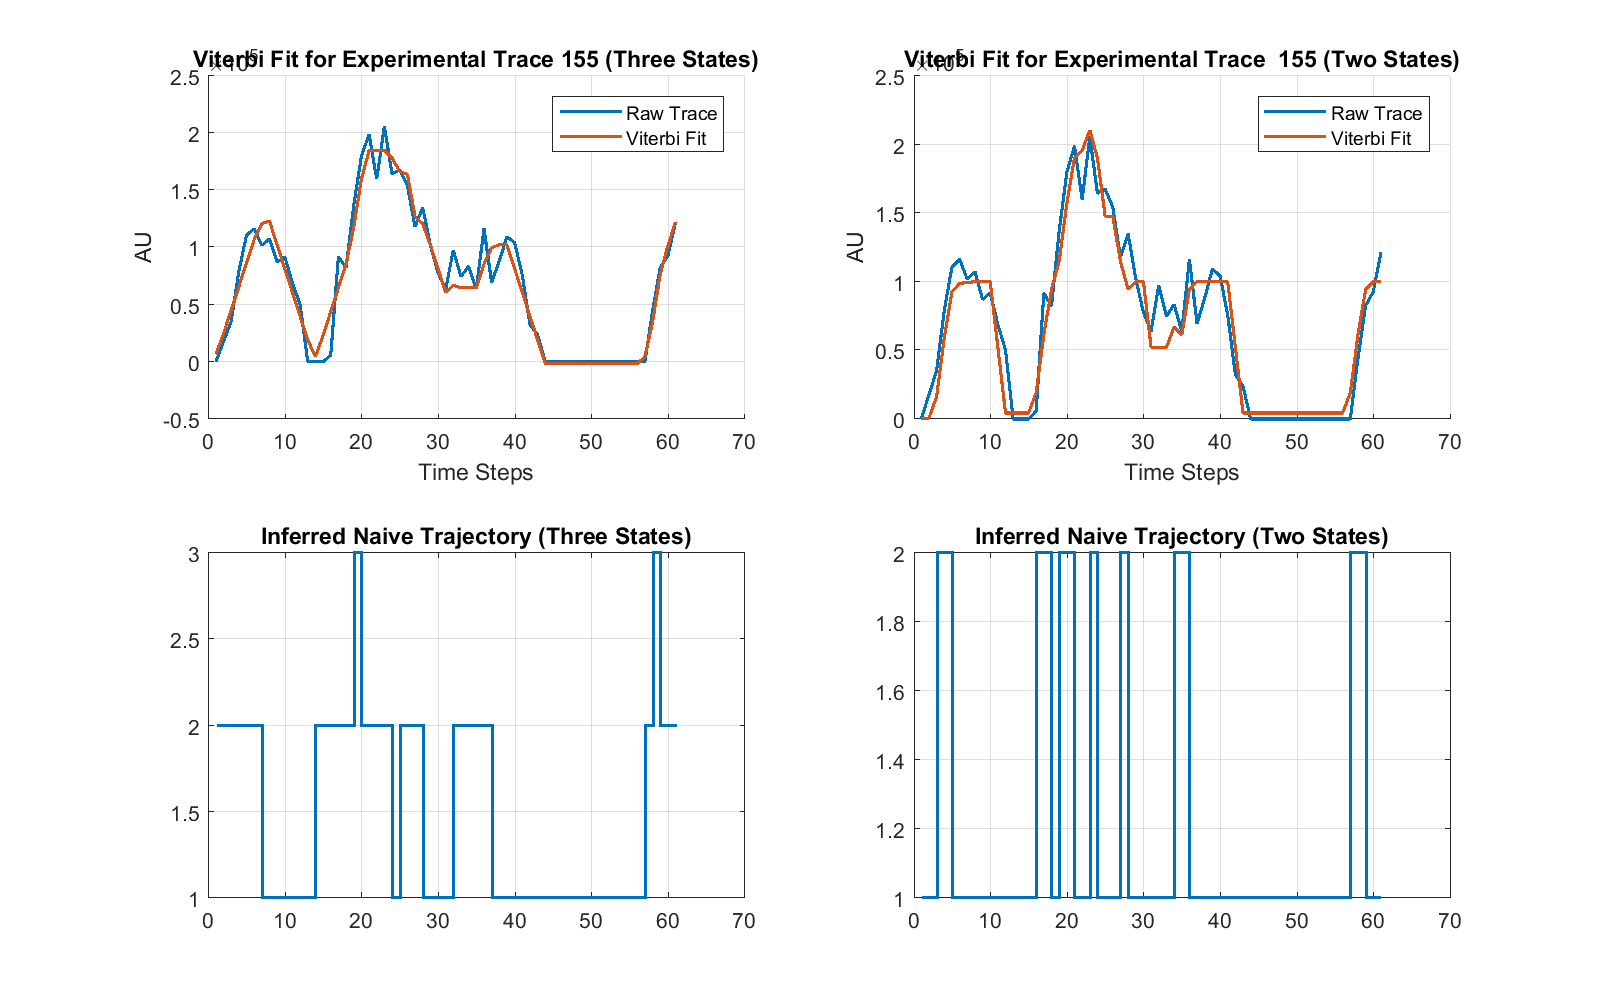 Viterbi Fit for Experimental Trace 155 (Three States)
×10^5
2.5
2
1.5
1
0.5
0
-0.5
AU
Raw Trace
Viterbi Fit
0 10 20 30 40 50 60 70
Time Steps
Viterbi Fit for Experimental Trace 155 (Two States)
×10^5
2.5
2
1.5
1
0.5
0
AU
Raw Trace
Viterbi Fit
0 10 20 30 40 50 60 70
Time Steps
Inferred Naive Trajectory (Three States)
3
2.5
2
1.5
1
0 10 20 30 40 50 60 70
Inferred Naive Trajectory (Two States)
2
1.8
1.6
1.4
1.2
1
0 10 20 30 40 50 60 70